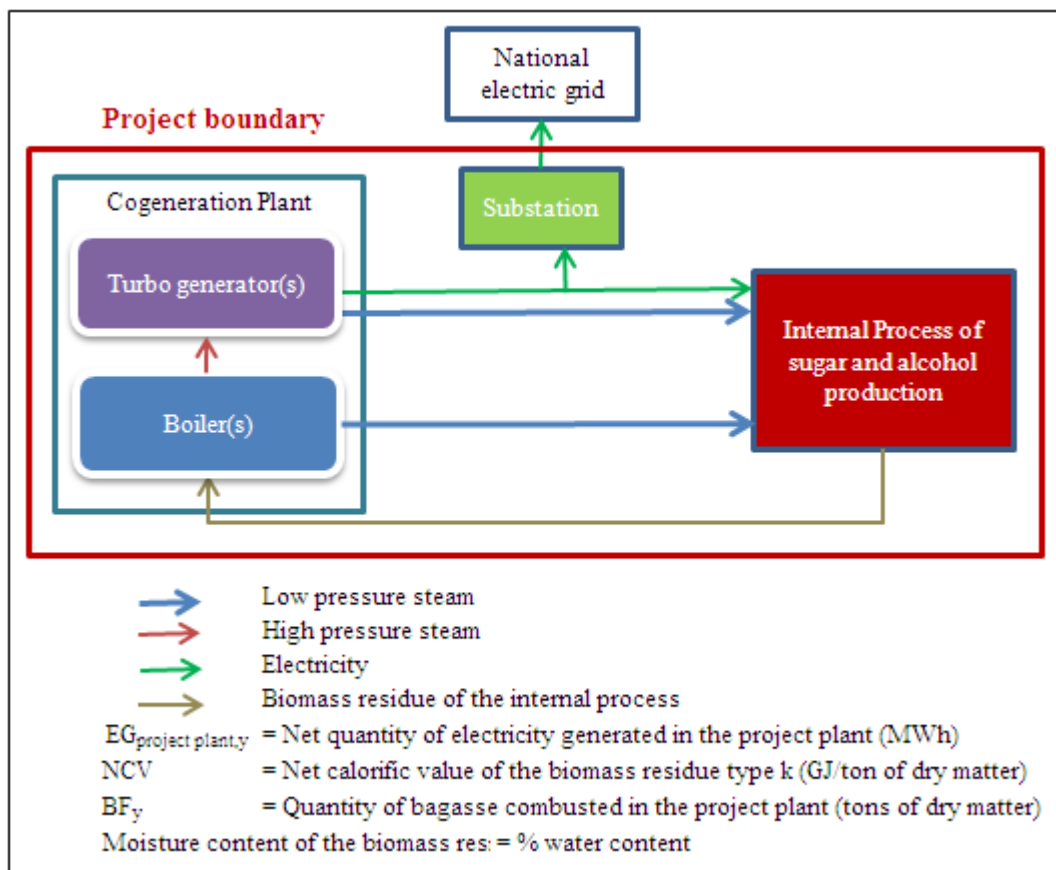 National
electric grid
Project boundary
Cogeneration Plant
Substation
Turbo generator(s)
Internal Process of
sugar and alcohol
production
Boiler(s)
Low pressure steam
High pressure steam
Electricity
Biomass residue of the internal process
EGproject plant,y = Net quantity of electricity generated in the project plant (MWh)
NCV = Net calorific value of the biomass residue type k (GJ/ton of dry matter)
BFy = Quantity of bagasse combusted in the project plant (tons of dry matter)
Moisture content of the biomass res: = % water content